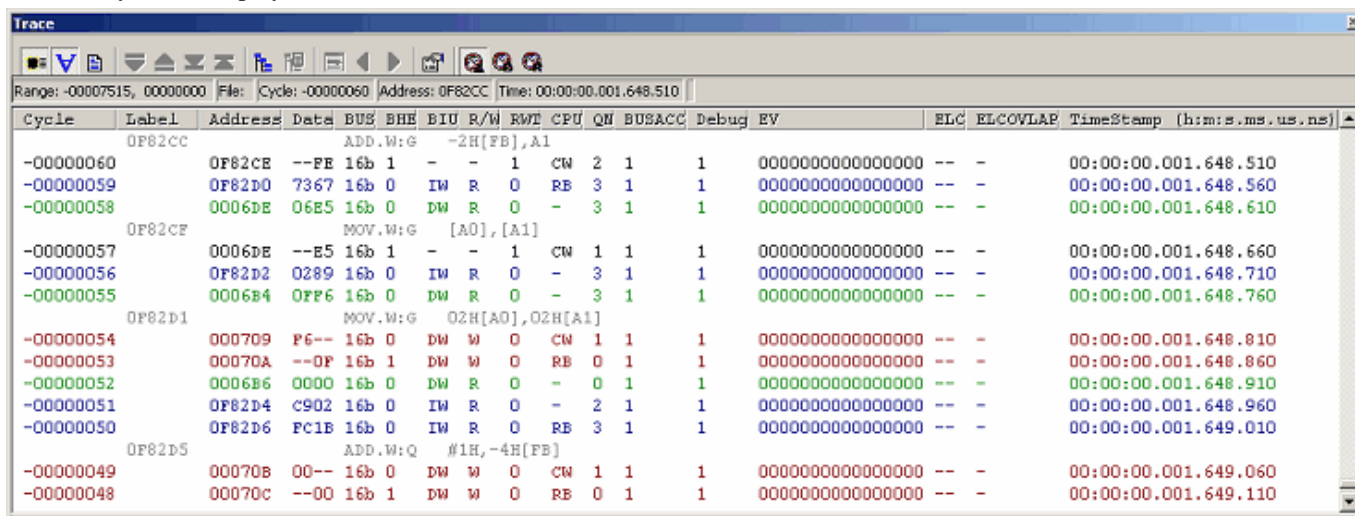 Trace
Range: -00007515, 00000000 File: Cycle: -00000060 Address: 0F82CC Time: 00:00:00.001.648.510
Cycle Label Address Data BUS BHE BIU R/W RWT CPU QN BUSACC Debug EV ELC ELCOVLAP TimeStamp (h:m:s.ms.us.ns)
0F82CC ADD.W:G -2H[FB],A1
-00000060 0F82CE --FE 16b 1 - - 1 CW 2 1 1 0000000000000000 -- - 00:00:00.001.648.510
-00000059 0F82D0 7367 16b 0 IW R 0 RB 3 1 1 0000000000000000 -- - 00:00:00.001.648.560
-00000058 0006DE 06E5 16b 0 DW R 0 - 3 1 1 0000000000000000 -- - 00:00:00.001.648.610
0F82CF MOV.W:G [A0],[A1]
-00000057 0006DE --E5 16b 1 - - 1 CW 1 1 1 0000000000000000 -- - 00:00:00.001.648.660
-00000056 0F82D2 0289 16b 0 IW R 0 - 3 1 1 0000000000000000 -- - 00:00:00.001.648.710
-00000055 0006B4 0FF6 16b 0 DW R 0 - 3 1 1 0000000000000000 -- - 00:00:00.001.648.760
0F82D1 MOV.W:G 02H[A0],02H[A1]
-00000054 000709 F6-- 16b 0 DW W 0 CW 1 1 1 0000000000000000 -- - 00:00:00.001.648.810
-00000053 00070A --0F 16b 1 DW W 0 RB 0 1 1 0000000000000000 -- - 00:00:00.001.648.860
-00000052 0006B6 0000 16b 0 DW R 0 - 0 1 1 0000000000000000 -- - 00:00:00.001.648.910
-00000051 0F82D4 C902 16b 0 IW R 0 - 2 1 1 0000000000000000 -- - 00:00:00.001.648.960
-00000050 0F82D6 FC1B 16b 0 IW R 0 RB 3 1 1 0000000000000000 -- - 00:00:00.001.649.010
0F82D5 ADD.W:Q #1H,-4H[FB]
-00000049 00070B 00-- 16b 0 DW W 0 CW 1 1 1 0000000000000000 -- - 00:00:00.001.649.060
-00000048 00070C --00 16b 1 DW W 0 RB 0 1 1 0000000000000000 -- - 00:00:00.001.649.110